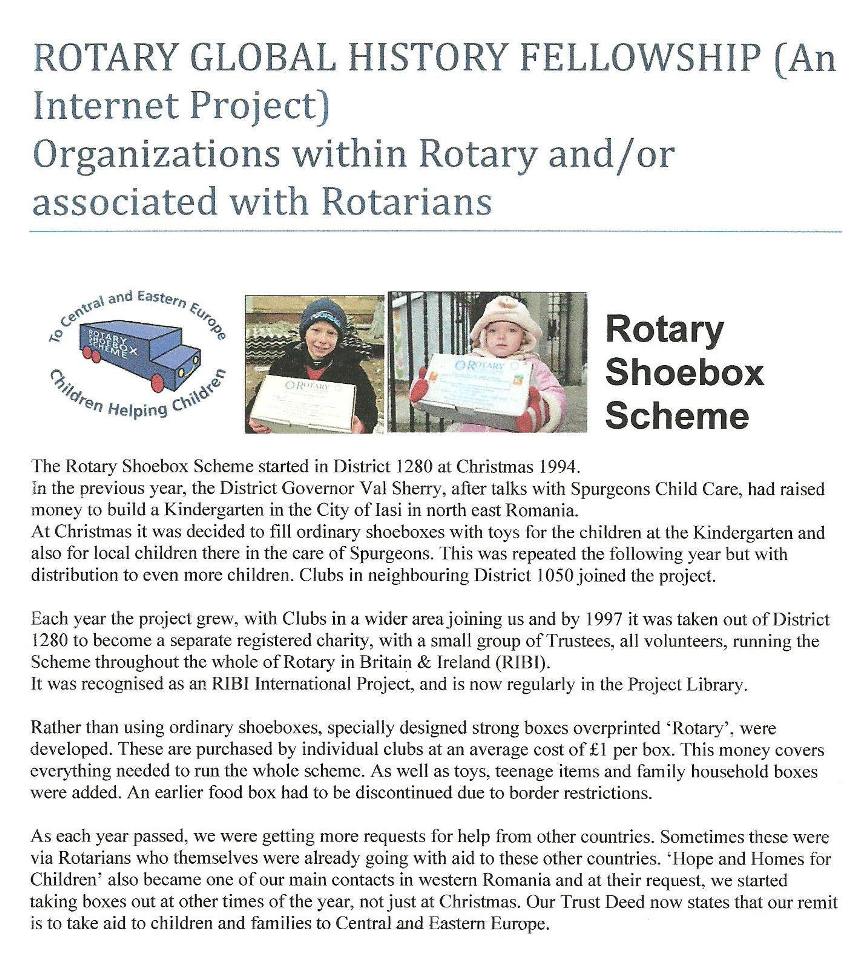 ROTARY GLOBAL HISTORY FELLOWSHIP (An
Internet Project)
Organizations within Rotary and/or
associated with Rotarians
To Central and Eastern Europe
ROTARY
SHOEBOX
SCHEME
Children Helping Children
ROTARY
ROTARY
Rotary
Shoebox
Scheme
The Rotary Shoebox Scheme started in District 1280 at Christmas 1994.
In the previous year, the District Governor Val Sherry, after talks with Spurgeons Child Care, had raised
money to build a Kindergarten in the City of Iasi in north east Romania.
At Christmas it was decided to fill ordinary shoeboxes with toys for the children at the Kindergarten and
also for local children there in the care of Spurgeons. This was repeated the following year but with
distribution to even more children. Clubs in neighbouring District 1050 joined the project.
Each year the project grew, with Clubs in a wider area joining us and by 1997 it was taken out of District
1280 to become a separate registered charity, with a small group of Trustees, all volunteers, running the
Scheme throughout the whole of Rotary in Britain & Ireland (RIBI).
It was recognised as an RIBI International Project, and is now regularly in the Project Library.
Rather than using ordinary shoeboxes, specially designed strong boxes overprinted ‘Rotary’, were
developed. These are purchased by individual clubs at an average cost of £1 per box. This money covers
everything needed to run the whole scheme. As well as toys, teenage items and family household boxes
were added. An earlier food box had to be discontinued due to border restrictions.
As each year passed, we were getting more requests for help from other countries. Sometimes these were
via Rotarians who themselves were already going with aid to these other countries. ‘Hope and Homes for
Children’ also became one of our main contacts in western Romania and at their request, we started
taking boxes out at other times of the year, not just at Christmas. Our Trust Deed now states that our remit
is to take aid to children and families to Central and Eastern Europe.